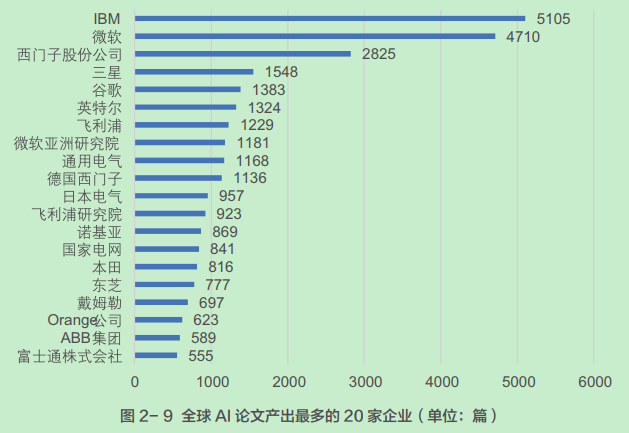 IBM 5105
微软 4710
西门子股份公司 2825
三星 1548
谷歌 1383
英特尔 1324
飞利浦 1229
微软亚洲研究院 1181
通用电气 1168
德国西门子 1136
日本电气 957
飞利浦研究院 923
诺基亚 869
国家电网 841
本田 816
东芝 777
戴姆勒 697
Orange公司 623
ABB集团 589
富士通株式会社 555
0 1000 2000 3000 4000 5000 6000
图 2- 9 全球 AI 论文产出最多的 20 家企业（单位：篇）